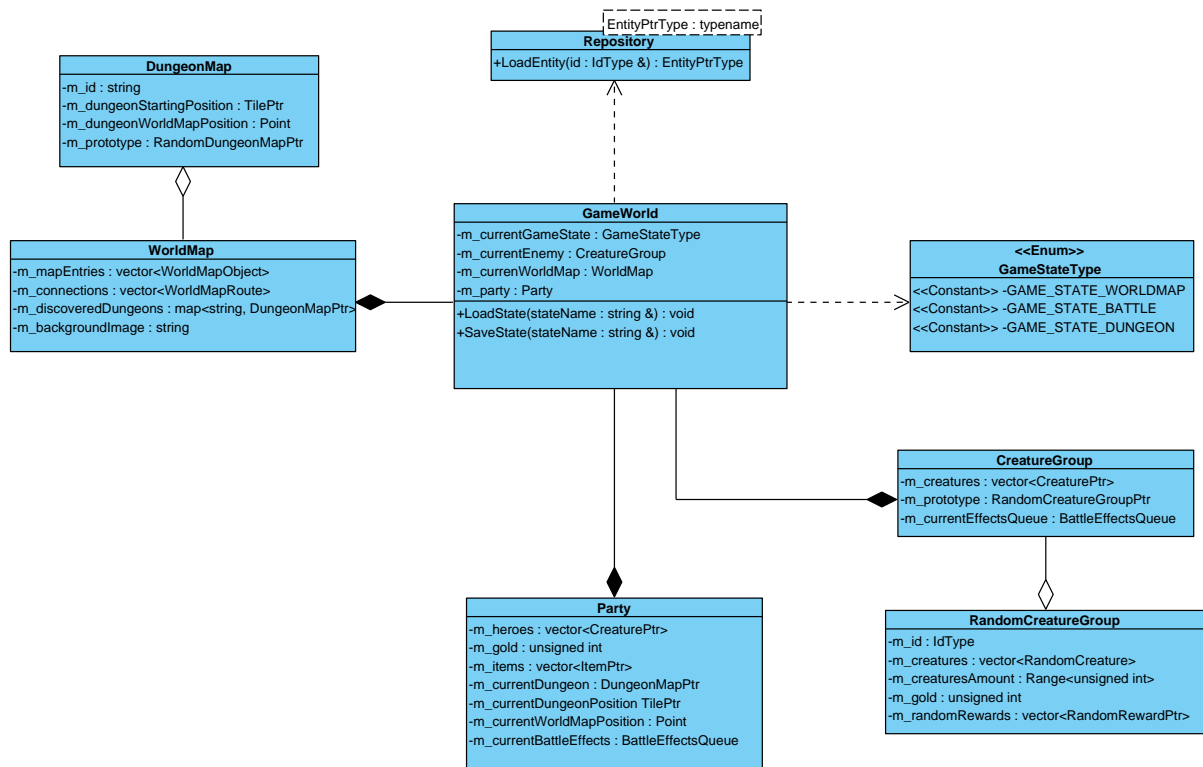 EntityPtrType : typename
Repository
+LoadEntity(id : IdType &) : EntityPtrType
DungeonMap
-m_id : string
-m_dungeonStartingPosition : TilePtr
-m_dungeonWorldMapPosition : Point
-m_prototype : RandomDungeonMapPtr
GameWorld
-m_currentGameState : GameStateType
-m_currentEnemy : CreatureGroup
-m_currenWorldMap : WorldMap
-m_party : Party
+LoadState(stateName : string &) : void
+SaveState(stateName : string &) : void
WorldMap
-m_mapEntries : vector<WorldMapObject>
-m_connections : vector<WorldMapRoute>
-m_discoveredDungeons : map<string, DungeonMapPtr>
-m_backgroundImage : string
<<Enum>>
GameStateType
<<Constant>> -GAME_STATE_WORLDMAP
<<Constant>> -GAME_STATE_BATTLE
<<Constant>> -GAME_STATE_DUNGEON
CreatureGroup
-m_creatures : vector<CreaturePtr>
-m_prototype : RandomCreatureGroupPtr
-m_currentEffectsQueue : BattleEffectsQueue
Party
-m_heroes : vector<CreaturePtr>
-m_gold : unsigned int
-m_items : vector<ItemPtr>
-m_currentDungeon : DungeonMapPtr
-m_currentDungeonPosition TilePtr
-m_currentWorldMapPosition : Point
-m_currentBattleEffects : BattleEffectsQueue
RandomCreatureGroup
-m_id : IdType
-m_creatures : vector<RandomCreature>
-m_creaturesAmount : Range<unsigned int>
-m_gold : unsigned int
-m_randomRewards : vector<RandomRewardPtr>